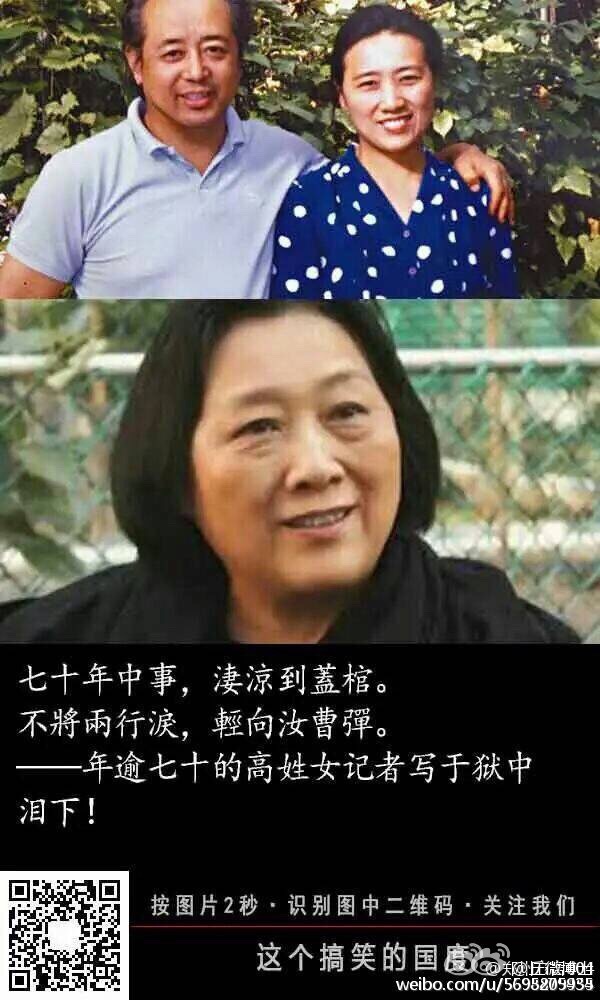 七十年中事，淒涼到蓋棺。
不將兩行淚，輕向汝曹彈。
——年逾七十的高姓女记者写于狱中
泪下！
按图片2秒·识别图中二维码·关注我们
这个搞笑的国度